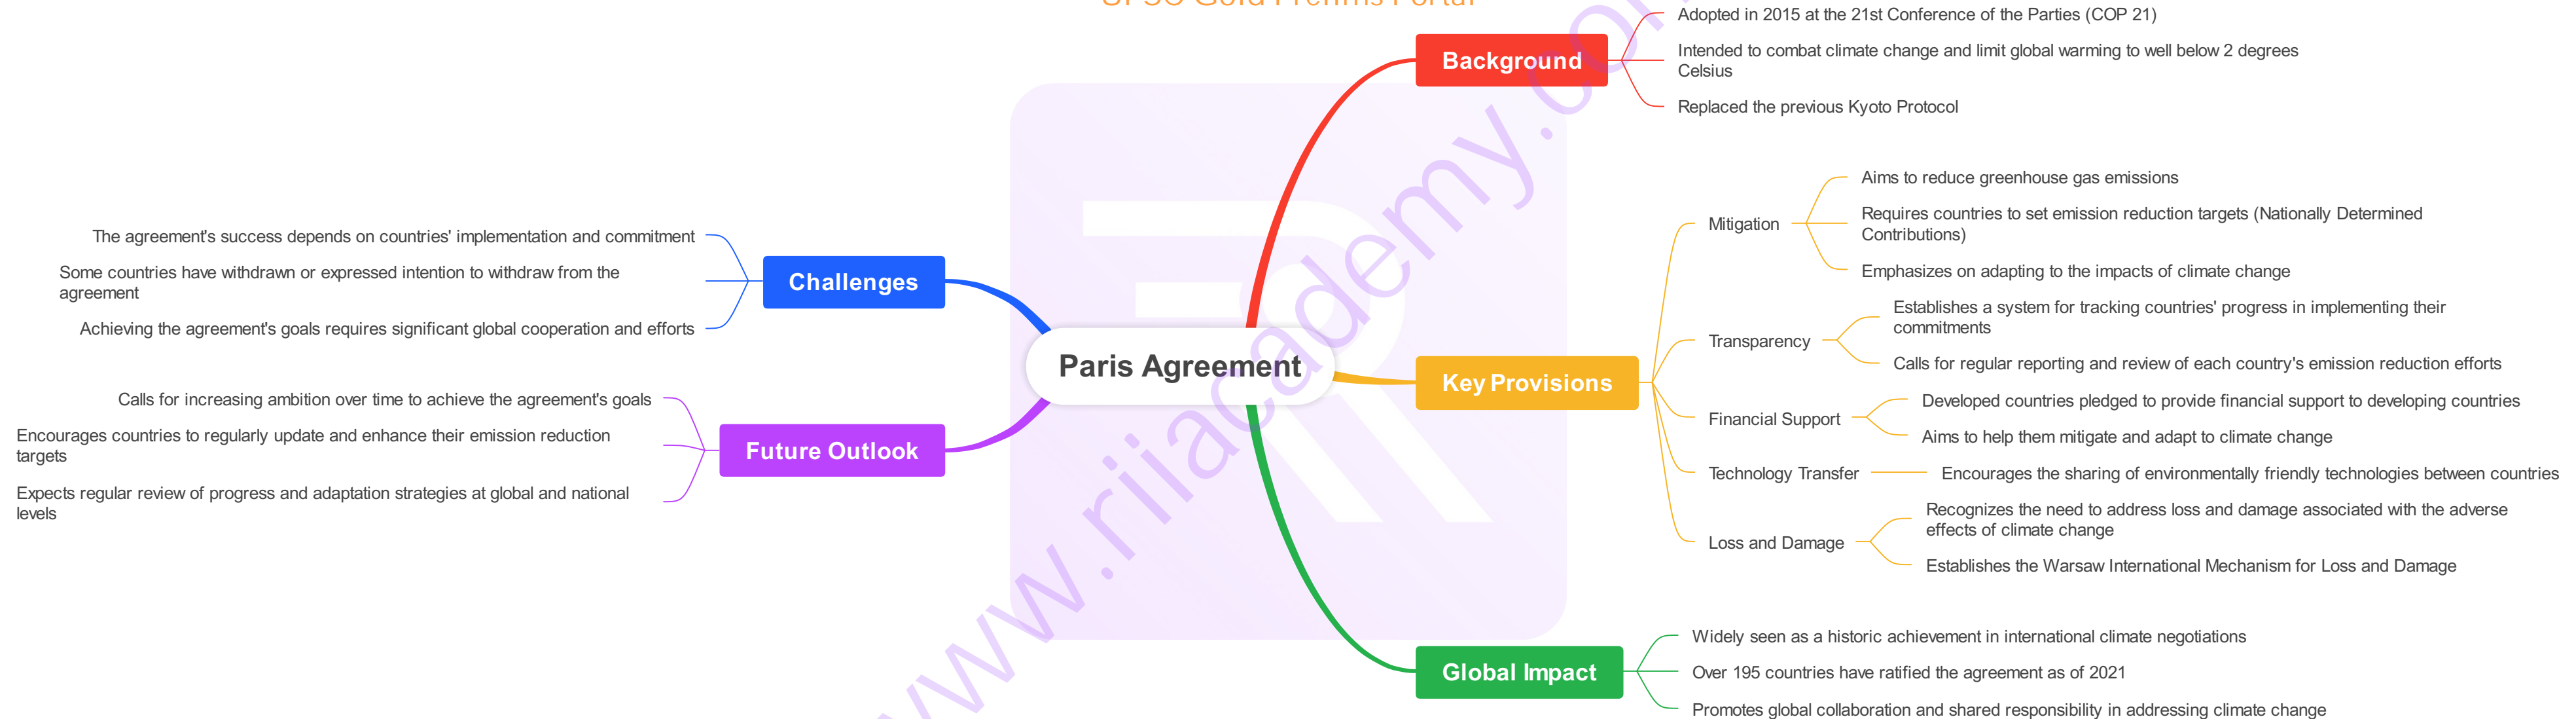 UPSC Gold Prelims Portal
Background
Adopted in 2015 at the 21st Conference of the Parties (COP 21)
Intended to combat climate change and limit global warming to well below 2 degrees
Celsius
Replaced the previous Kyoto Protocol
Key Provisions
Mitigation
Aims to reduce greenhouse gas emissions
Requires countries to set emission reduction targets (Nationally Determined
Contributions)
Emphasizes on adapting to the impacts of climate change
Transparency
Establishes a system for tracking countries' progress in implementing their
commitments
Calls for regular reporting and review of each country's emission reduction efforts
Financial Support
Developed countries pledged to provide financial support to developing countries
Aims to help them mitigate and adapt to climate change
Technology Transfer
Encourages the sharing of environmentally friendly technologies between countries
Loss and Damage
Recognizes the need to address loss and damage associated with the adverse
effects of climate change
Establishes the Warsaw International Mechanism for Loss and Damage
Global Impact
Widely seen as a historic achievement in international climate negotiations
Over 195 countries have ratified the agreement as of 2021
Promotes global collaboration and shared responsibility in addressing climate change
Paris Agreement
Challenges
The agreement's success depends on countries' implementation and commitment
Some countries have withdrawn or expressed intention to withdraw from the
agreement
Achieving the agreement's goals requires significant global cooperation and efforts
Future Outlook
Calls for increasing ambition over time to achieve the agreement's goals
Encourages countries to regularly update and enhance their emission reduction
targets
Expects regular review of progress and adaptation strategies at global and national
levels